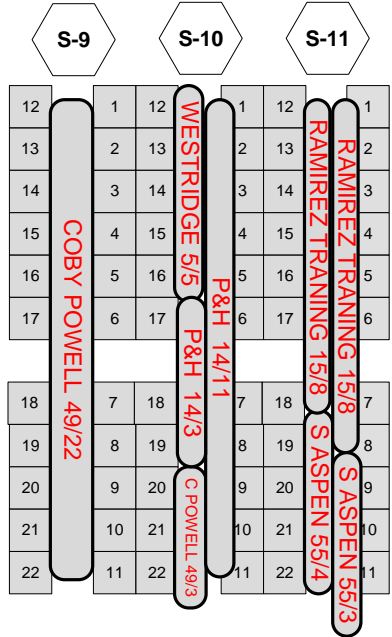 S-9 S-10 S-11
12 1 12 1 12 1
13 2 13 2 13 2
14 3 14 3 14 3
15 4 15 4 15 4
16 5 16 5 16 5
17 6 17 6 17 6
18 7 18 18 7
19 8 19 19 8
20 9 20 20 9
21 10 21 10 21 10
22 11 22 11 22 11
COBY POWELL 49/22
WESTRIDGE 5/5
P&H 14/3
C POWELL 49/3
P&H 14/11
RAMIREZ TRANING 15/8
S ASPEN 55/4
RAMIREZ TRANING 15/8
S ASPEN 55/3